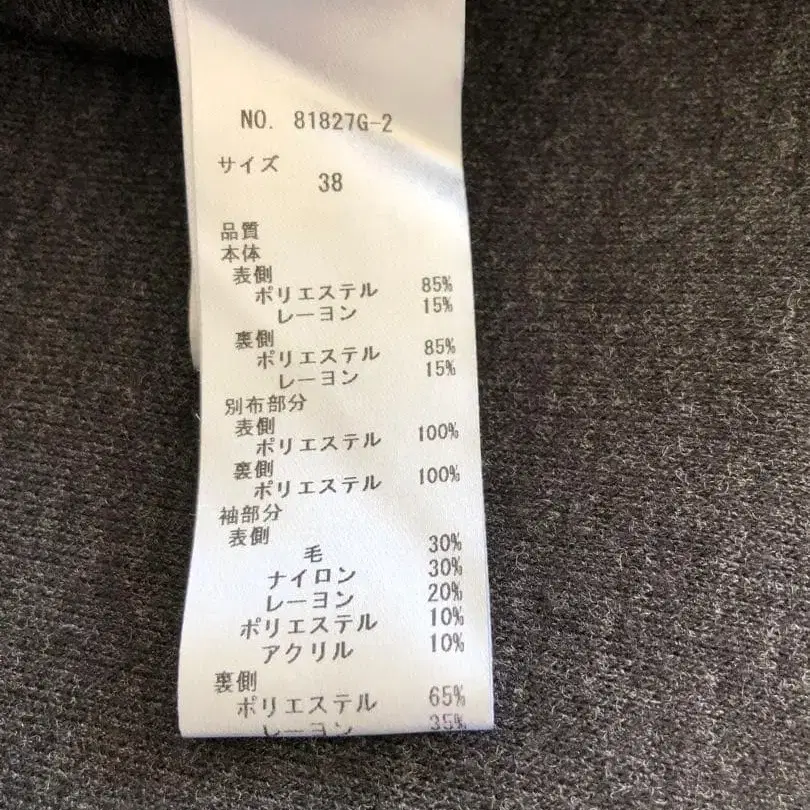 NO. 81827G-2
サイズ
38
品質
本体
表側
ポリエステル 85%
レーヨン 15%
裏側
ポリエステル 85%
レーヨン 15%
別布部分
表側
ポリエステル 100%
裏側
ポリエステル 100%
袖部分
表側
毛 30%
ナイロン 30%
レーヨン 20%
ポリエステル 10%
アクリル 10%
裏側
ポリエステル 65%
レーヨン 35%